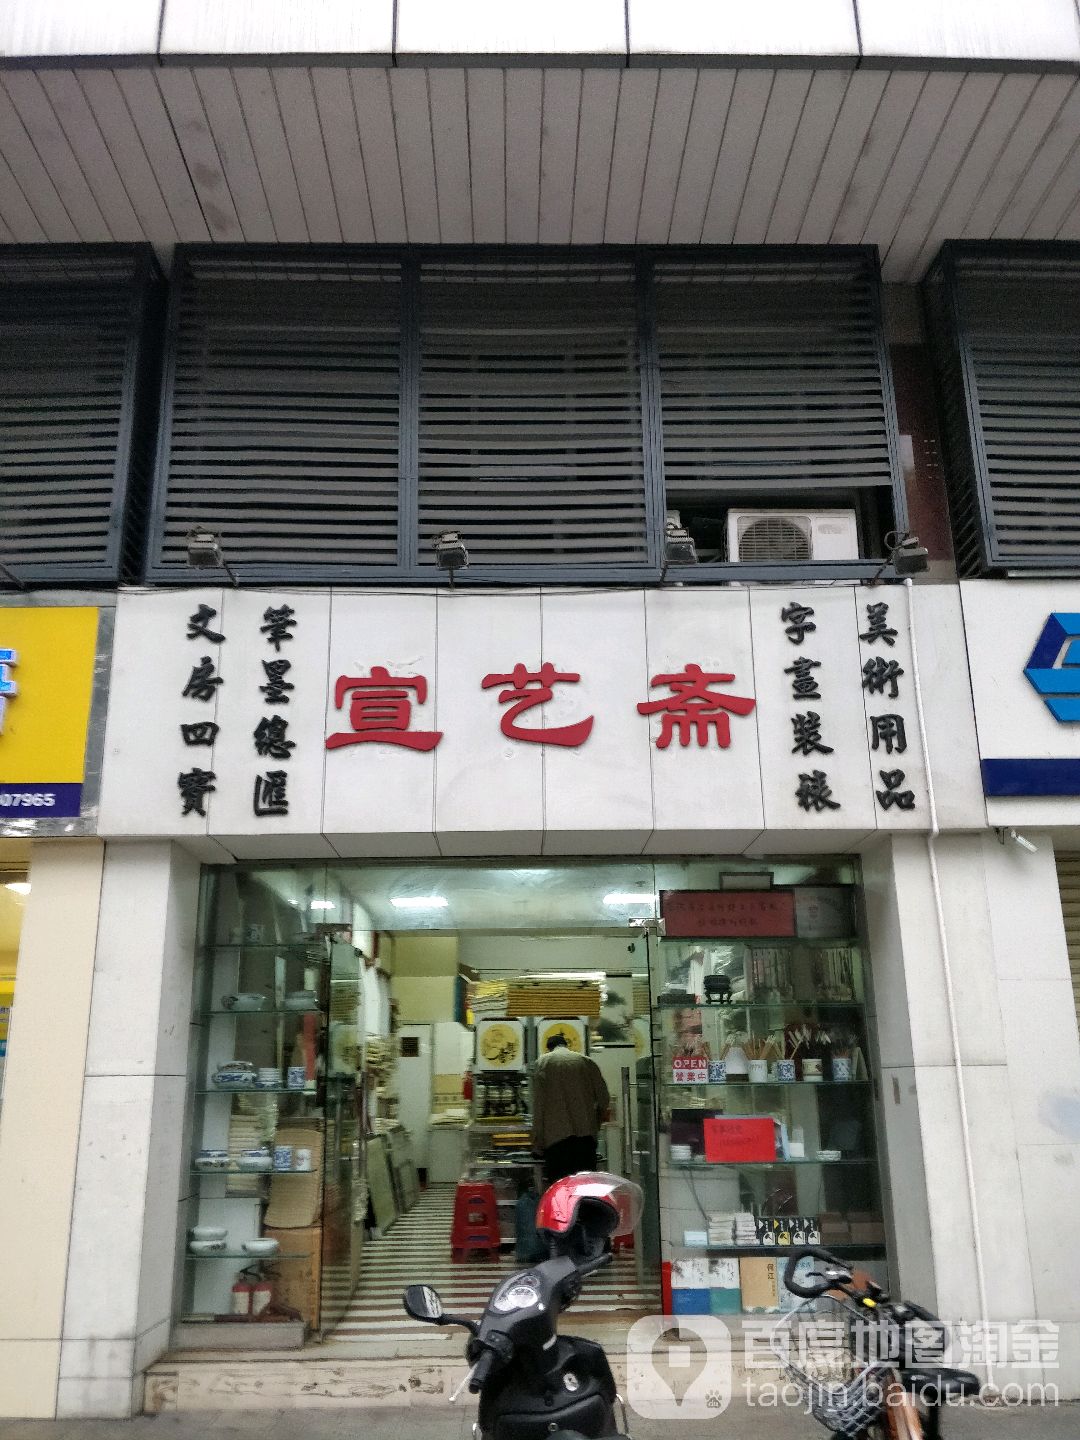 文房四寶
筆墨總匯
宣艺斋
字畫裝裱
美術用品
07965
OPEN
營業中
百度地图淘金
taojin.baidu.com